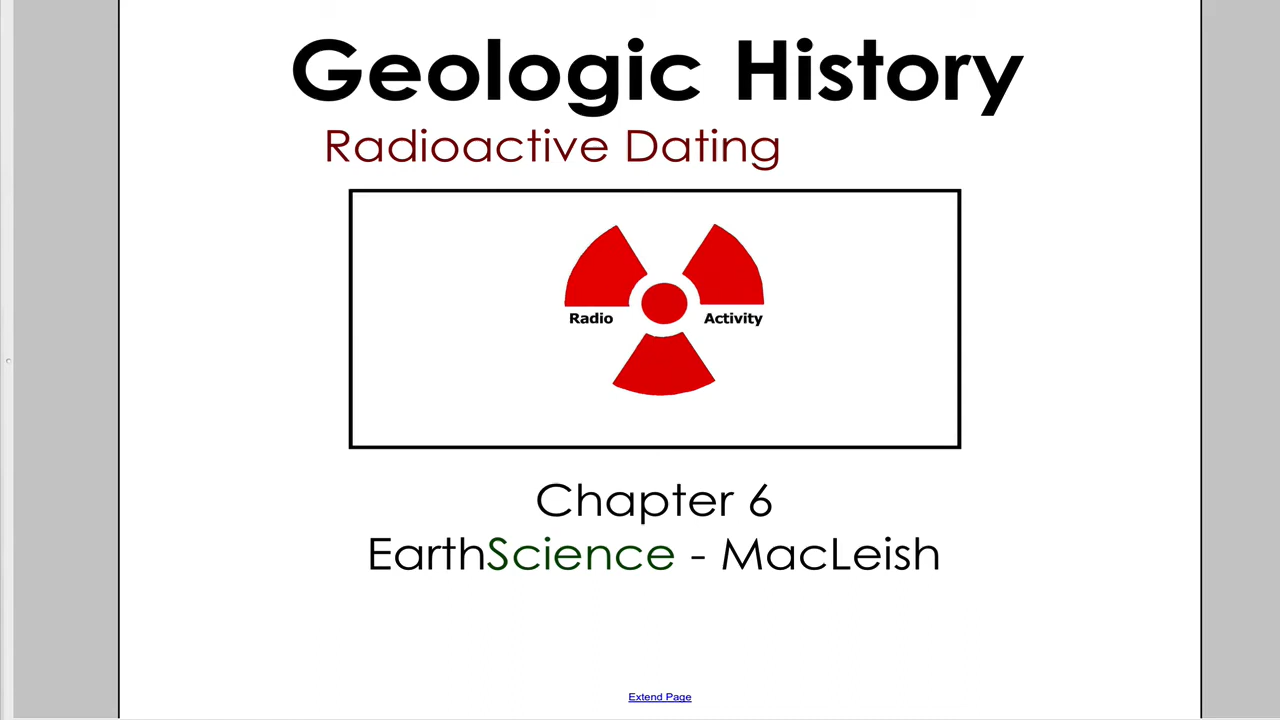 Geologic History
Radioactive Dating
Radio Activity
Chapter 6
EarthScience - MacLeish
Extend Page